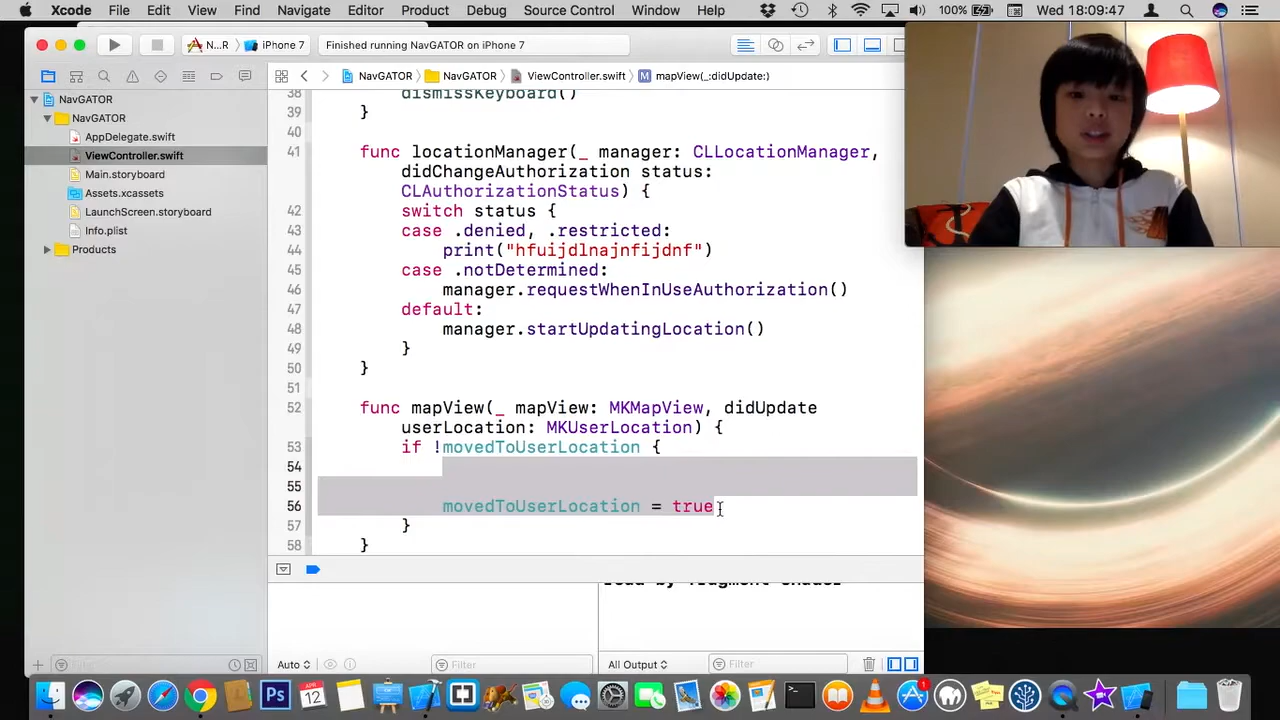 Xcode File Edit View Find Navigate Editor Product Debug Source Control Window Help 100% Wed 18:09:47
N...R iPhone 7 Finished running NavGATOR on iPhone 7
NavGATOR NavGATOR ViewController.swift M mapView(_:didUpdate:)
NavGATOR
NavGATOR
AppDelegate.swift
ViewController.swift
Main.storyboard
Assets.xcassets
LaunchScreen.storyboard
Info.plist
Products
38 dismissKeyboard()
39 }
40
41 func locationManager(_ manager: CLLocationManager,
didChangeAuthorization status:
CLAuthorizationStatus) {
42 switch status {
43 case .denied, .restricted:
44 print("hfuijdlnajnfijdnf")
45 case .notDetermined:
46 manager.requestWhenInUseAuthorization()
47 default:
48 manager.startUpdatingLocation()
49 }
50 }
51
52 func mapView(_ mapView: MKMapView, didUpdate
userLocation: MKUserLocation) {
53 if !movedToUserLocation {
54
55
56 movedToUserLocation = true
57 }
58 }
Auto Filter All Output Filter
12
1